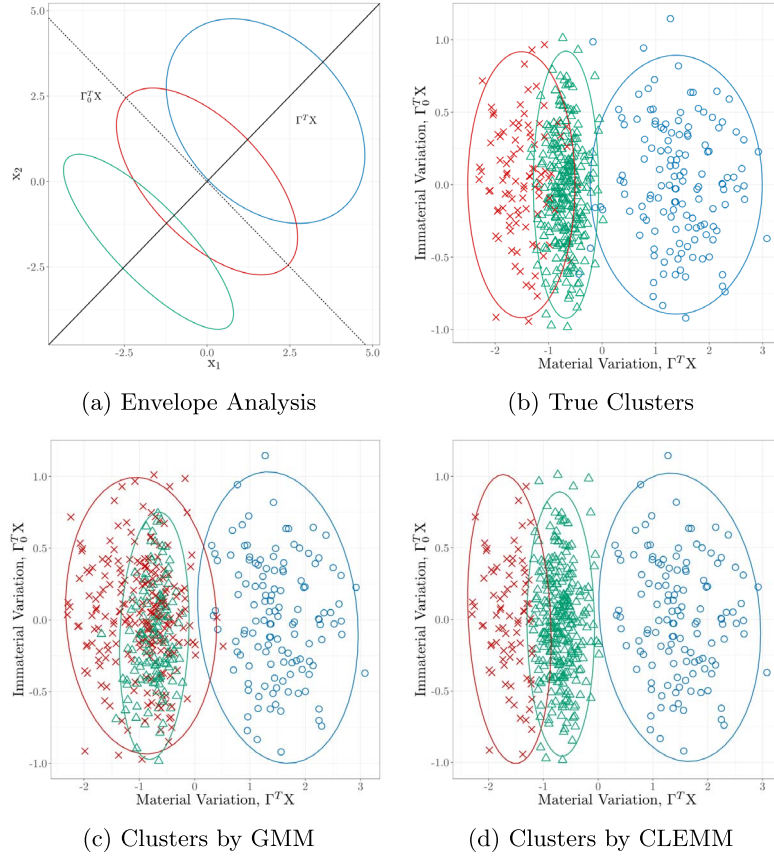 5.0
2.5
0.0
-2.5
x₂
Γ₀ᵀX
ΓᵀX
-2.5 0.0 2.5 5.0
x₁
(a) Envelope Analysis
1.0
0.5
0.0
-0.5
-1.0
Immaterial Variation, Γ₀ᵀX
-2 -1 0 1 2 3
Material Variation, ΓᵀX
(b) True Clusters
1.0
0.5
0.0
-0.5
-1.0
Immaterial Variation, Γ₀ᵀX
-2 -1 0 1 2 3
Material Variation, ΓᵀX
(c) Clusters by GMM
1.0
0.5
0.0
-0.5
-1.0
Immaterial Variation, Γ₀ᵀX
-2 -1 0 1 2 3
Material Variation, ΓᵀX
(d) Clusters by CLEMM